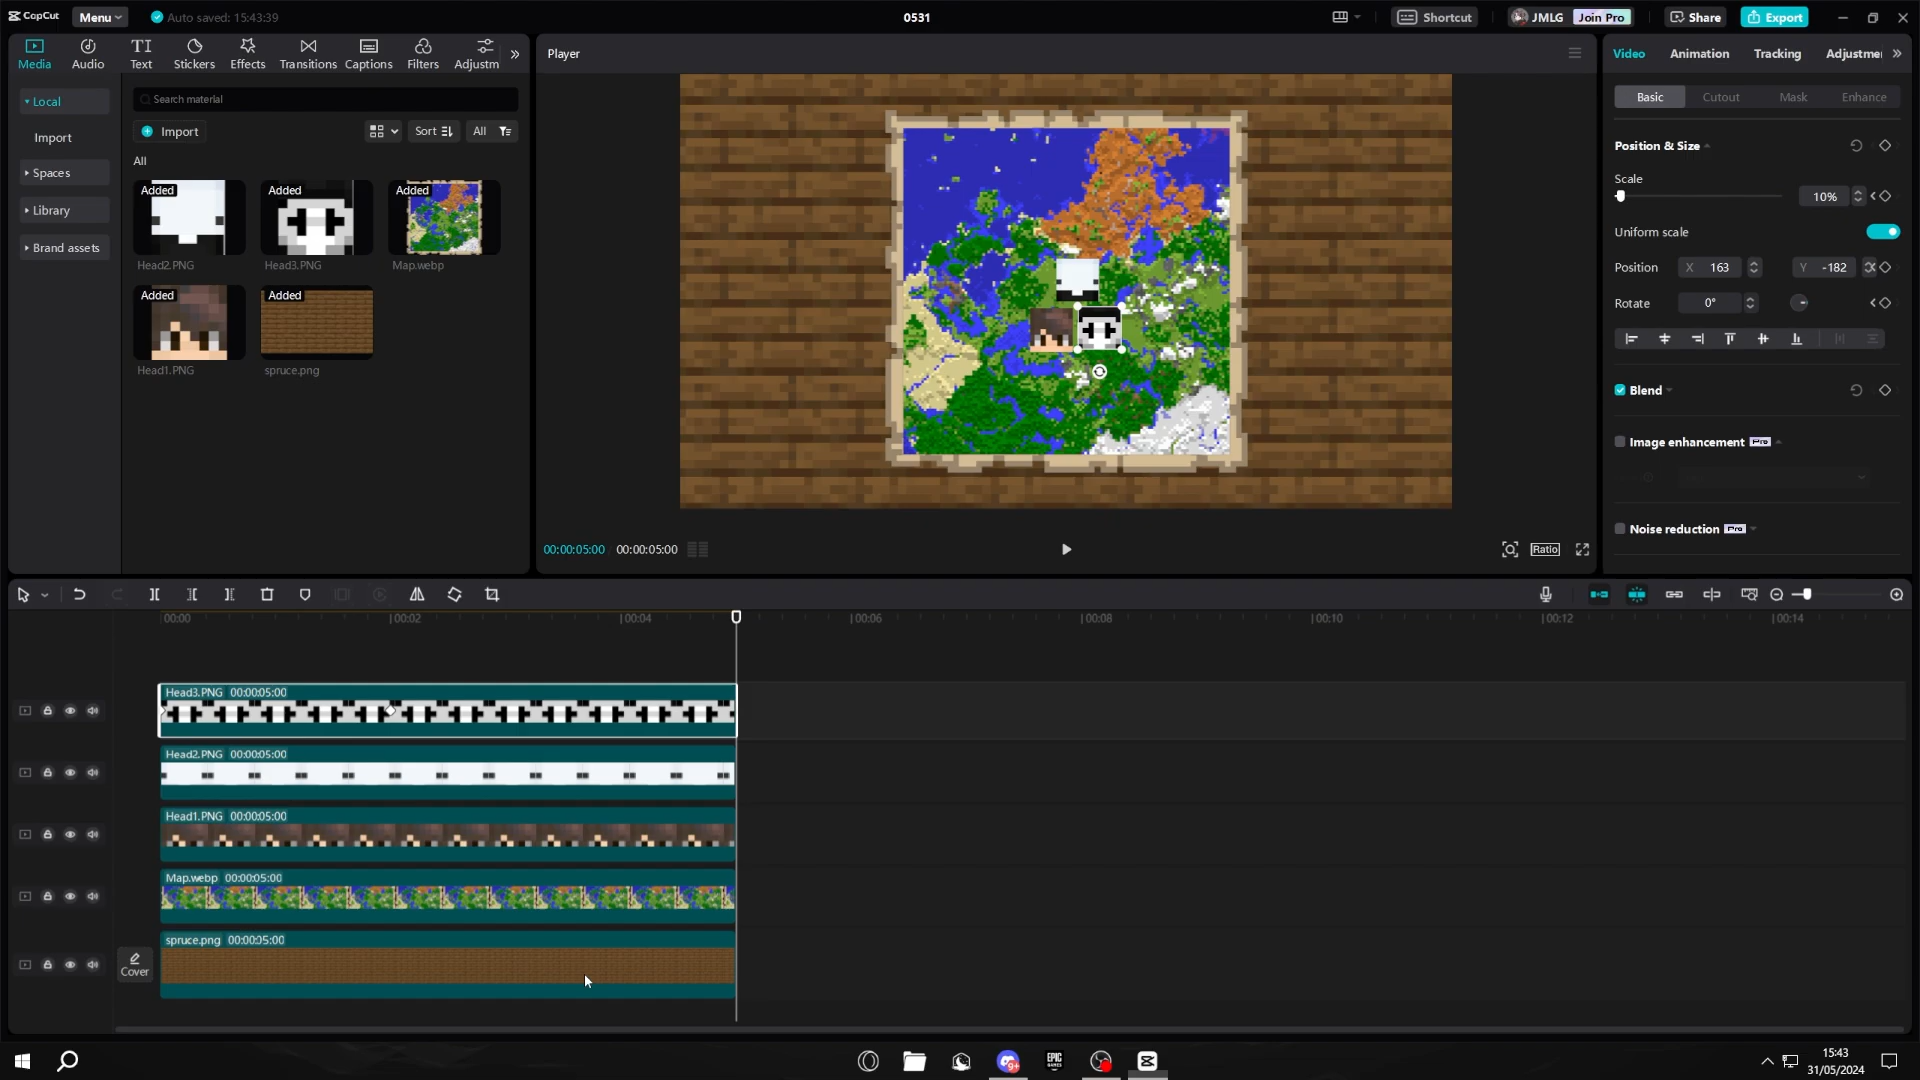 CapCut
Menu
Auto saved: 15:43:39
0531
Shortcut
JMLG
Join Pro
Share
Export
Media
Audio
Text
Stickers
Effects
Transitions
Captions
Filters
Adjustm
Local
Import
Spaces
Library
Brand assets
Search material
Import
Sort
All
All
Added
Added
Added
Head2.PNG
Head3.PNG
Map.webp
Added
Added
Head1.PNG
spruce.png
Player
00:00:05:00
00:00:05:00
Ratio
Video
Animation
Tracking
Adjustme
Basic
Cutout
Mask
Enhance
Position & Size
Scale
10%
Uniform scale
Position
X 163
Y -182
Rotate
0°
Blend
Image enhancement
Pro
Noise reduction
Pro
00:00
00:02
00:04
00:06
00:08
00:10
00:12
00:14
Head3.PNG 00:00:05:00
Head2.PNG 00:00:05:00
Head1.PNG 00:00:05:00
Map.webp 00:00:05:00
spruce.png 00:00:05:00
Cover
9+
EPIC GAMES
15:43
31/05/2024